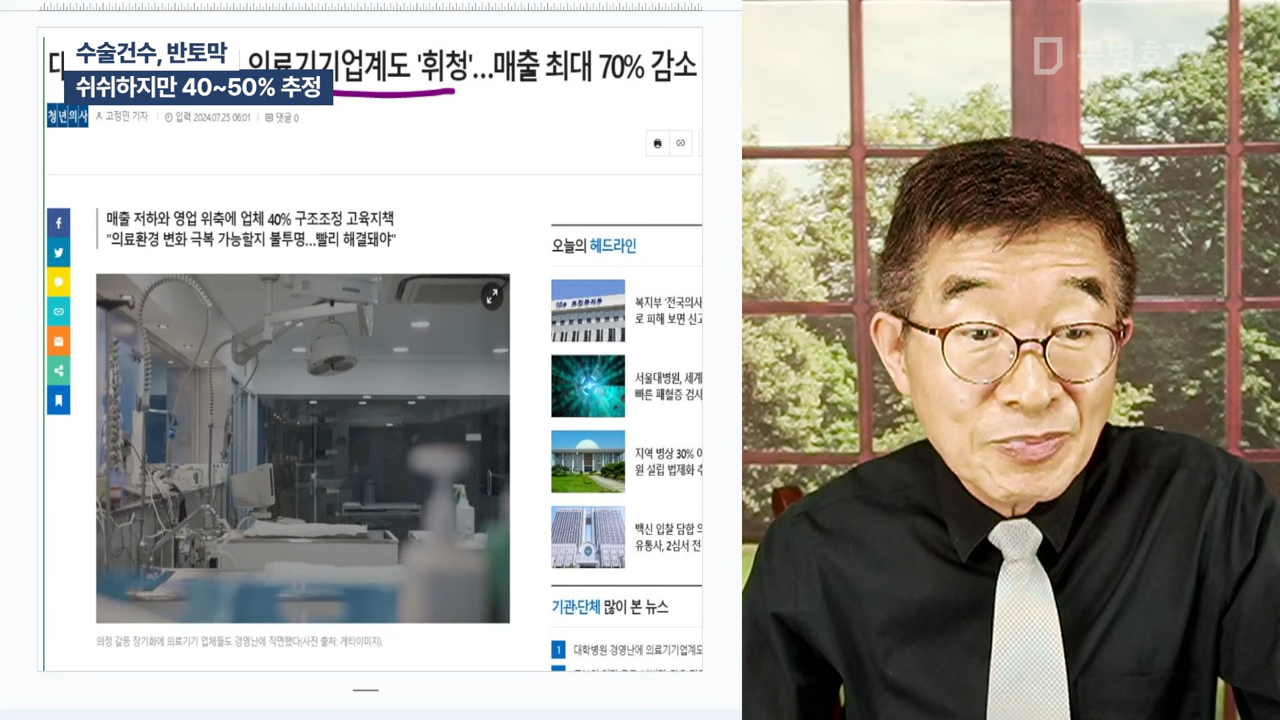 수술건수, 반토막
쉬쉬하지만 40~50% 추정
의료기기업계도 '휘청'...매출 최대 70% 감소
청년의사
고정민 기자
입력 2024.07.25 06:01
댓글 0
매출 저하와 영업 위축에 업체 40% 구조조정 고육지책
"의료환경 변화 극복 가능할지 불투명...빨리 해결돼야"
의정 갈등 장기화에 의료기기 업체들도 경영난에 직면했다(사진 출처: 게티이미지).
오늘의 헤드라인
복지부 '전국의사
로 피해 보면 신고
서울대병원, 세계
빠른 패혈증 검사
지역 병상 30% 이
원 설립 법제화 추
백신 입찰 담합 의
유통사, 2심서 전
기관·단체 많이 본 뉴스
1 대학병원 경영난에 의료기기업계도
공병호